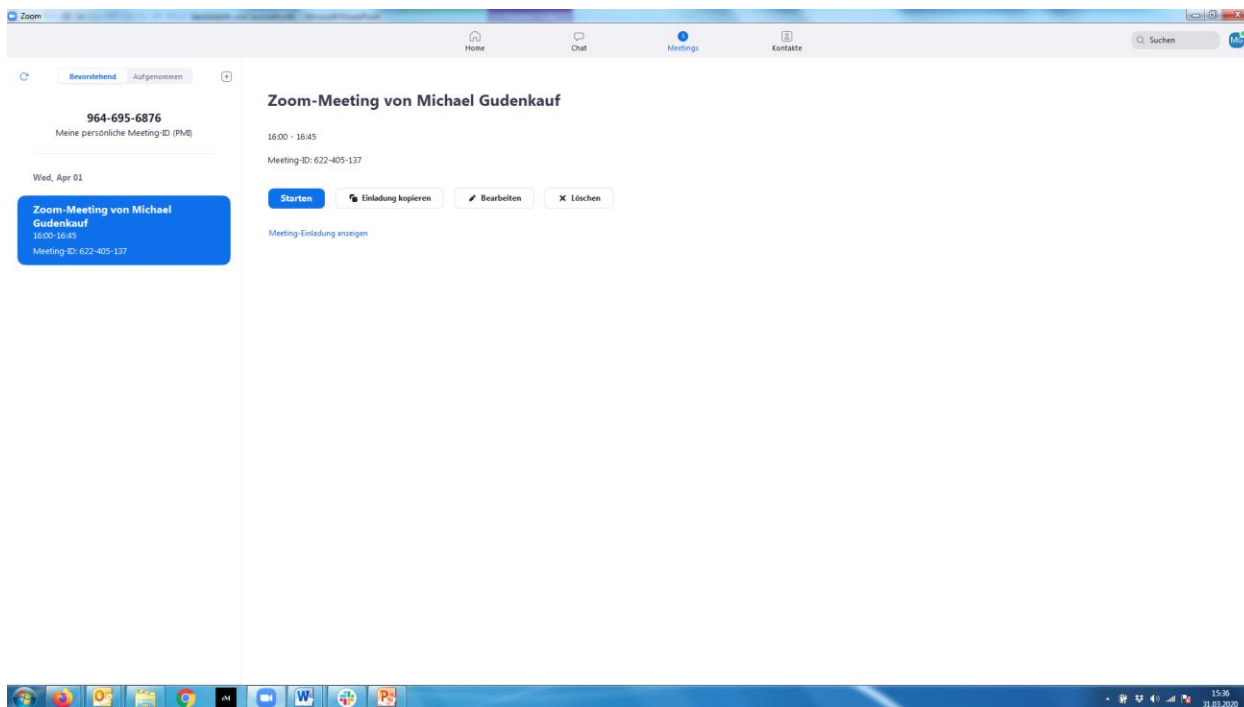 Zoom
Home
Chat
Meetings
Kontakte
Suchen
MG
Bevorstehend
Aufgenommen
964-695-6876
Meine persönliche Meeting-ID (PMI)
Wed, Apr 01
Zoom-Meeting von Michael
Gudenkauf
16:00-16:45
Meeting-ID: 622-405-137
Zoom-Meeting von Michael Gudenkauf
16:00 - 16:45
Meeting-ID: 622-405-137
Starten
Einladung kopieren
Bearbeiten
Löschen
Meeting-Einladung anzeigen
15:36
31.03.2020